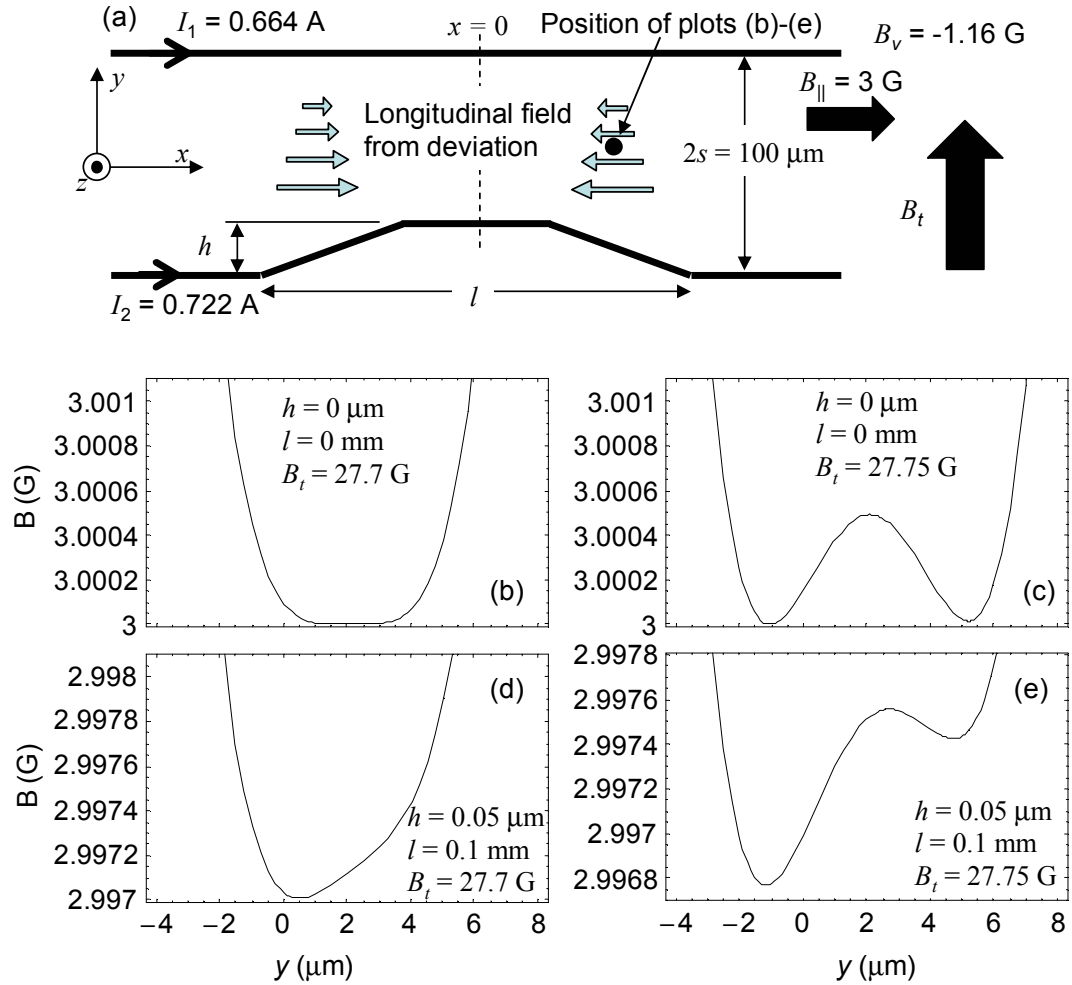 (a)
I₁ = 0.664 A
x = 0
Position of plots (b)-(e)
Bᵥ = -1.16 G
B|| = 3 G
y
x
z
Longitudinal field
from deviation
2s = 100 μm
Bₜ
h
l
I₂ = 0.722 A
B (G)
3.001
3.0008
3.0006
3.0004
3.0002
3
h = 0 μm
l = 0 mm
Bₜ = 27.7 G
(b)
B (G)
3.001
3.0008
3.0006
3.0004
3.0002
3
h = 0 μm
l = 0 mm
Bₜ = 27.75 G
(c)
B (G)
2.998
2.9978
2.9976
2.9974
2.9972
2.997
(d)
h = 0.05 μm
l = 0.1 mm
Bₜ = 27.7 G
−4 −2 0 2 4 6 8
y (μm)
2.9978
2.9976
2.9974
2.9972
2.997
2.9968
(e)
h = 0.05 μm
l = 0.1 mm
Bₜ = 27.75 G
−4 −2 0 2 4 6 8
y (μm)